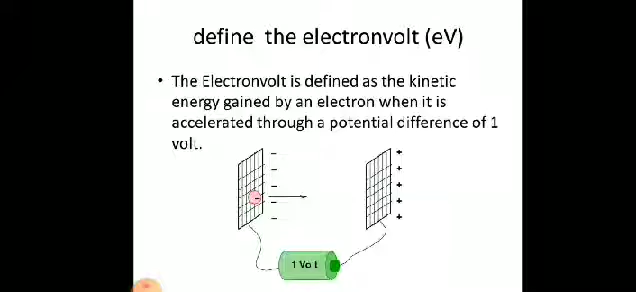 define the electronvolt (eV)
• The Electronvolt is defined as the kinetic
energy gained by an electron when it is
accelerated through a potential difference of 1
volt.
1 Vo t